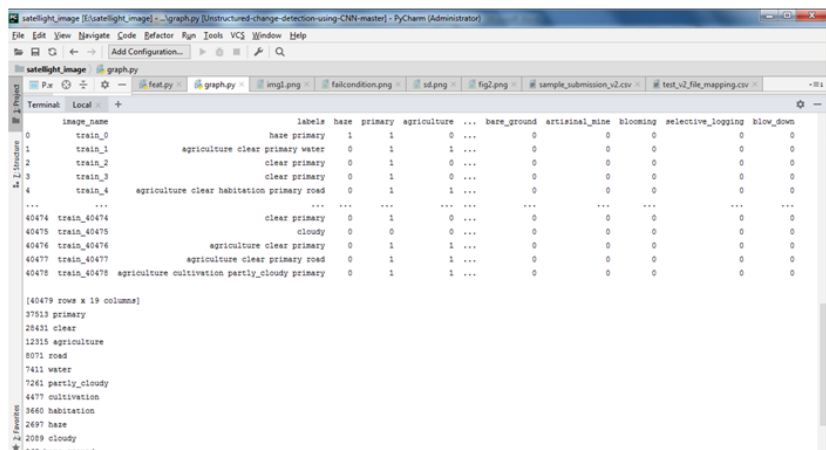 satellight_image [E:\satellight_image] - ...\graph.py [Unstructured-change-detection-using-CNN-master] - PyCharm (Administrator)
File Edit View Navigate Code Refactor Run Tools VCS Window Help
Add Configuration...
satellight_image graph.py
feat.py graph.py img1.png failcondition.png sd.png fig2.png sample_submission_v2.csv test_v2_file_mapping.csv
1: Project
Terminal: Local +
image_name labels haze primary agriculture ... bare_ground artisinal_mine blooming selective_logging blow_down
0 train_0 haze primary 1 1 0 ... 0 0 0 0 0
1 train_1 agriculture clear primary water 0 1 1 ... 0 0 0 0 0
2 train_2 clear primary 0 1 0 ... 0 0 0 0 0
3 train_3 clear primary 0 1 0 ... 0 0 0 0 0
4 train_4 agriculture clear habitation primary road 0 1 1 ... 0 0 0 0 0
... ... ... ... ... ... ... ... ... ... ... ...
40474 train_40474 clear primary 0 1 0 ... 0 0 0 0 0
40475 train_40475 cloudy 0 0 0 ... 0 0 0 0 0
40476 train_40476 agriculture clear primary 0 1 1 ... 0 0 0 0 0
40477 train_40477 agriculture clear primary road 0 1 1 ... 0 0 0 0 0
40478 train_40478 agriculture cultivation partly_cloudy primary 0 1 1 ... 0 0 0 0 0
[40479 rows x 19 columns]
37513 primary
28431 clear
12315 agriculture
8071 road
7411 water
7261 partly_cloudy
4477 cultivation
3660 habitation
2697 haze
2089 cloudy
Z: Structure
2: Favorites